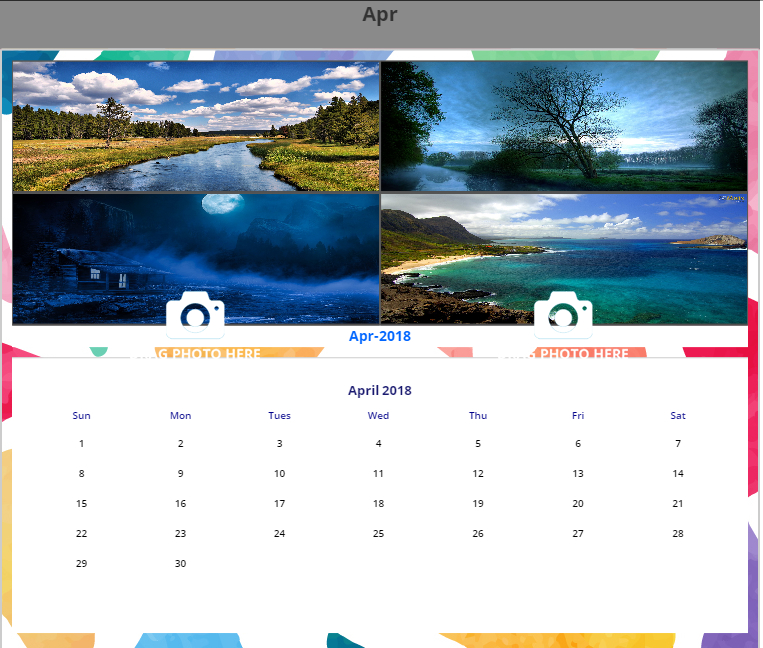 Apr
Apr-2018
DRAG PHOTO HERE
DRAG PHOTO HERE
April 2018
Sun Mon Tues Wed Thu Fri Sat
1 2 3 4 5 6 7
8 9 10 11 12 13 14
15 16 17 18 19 20 21
22 23 24 25 26 27 28
29 30